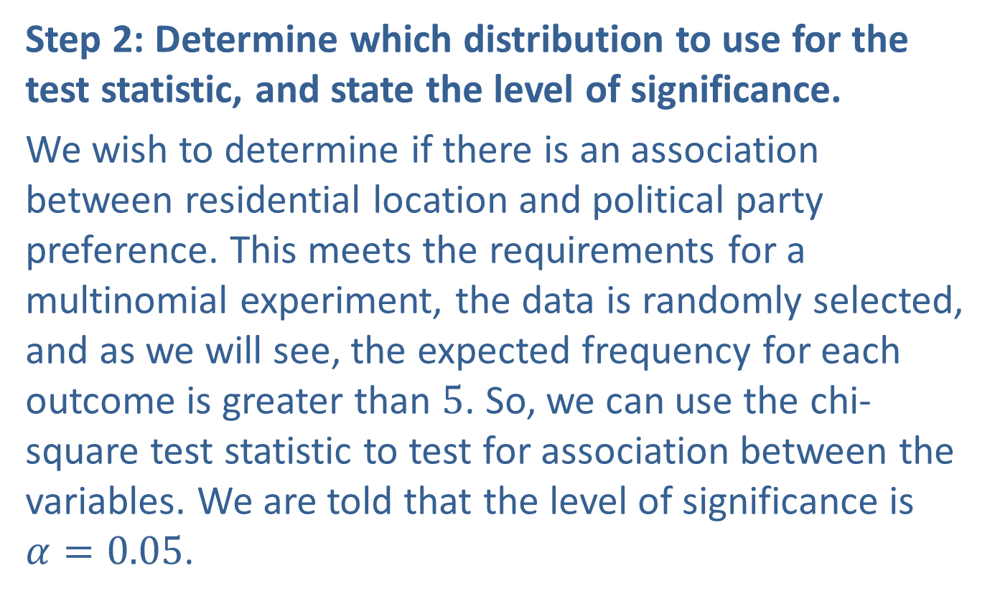 Step 2: Determine which distribution to use for the
test statistic, and state the level of significance.
We wish to determine if there is an association
between residential location and political party
preference. This meets the requirements for a
multinomial experiment, the data is randomly selected,
and as we will see, the expected frequency for each
outcome is greater than 5. So, we can use the chi-
square test statistic to test for association between the
variables. We are told that the level of significance is
α = 0.05.